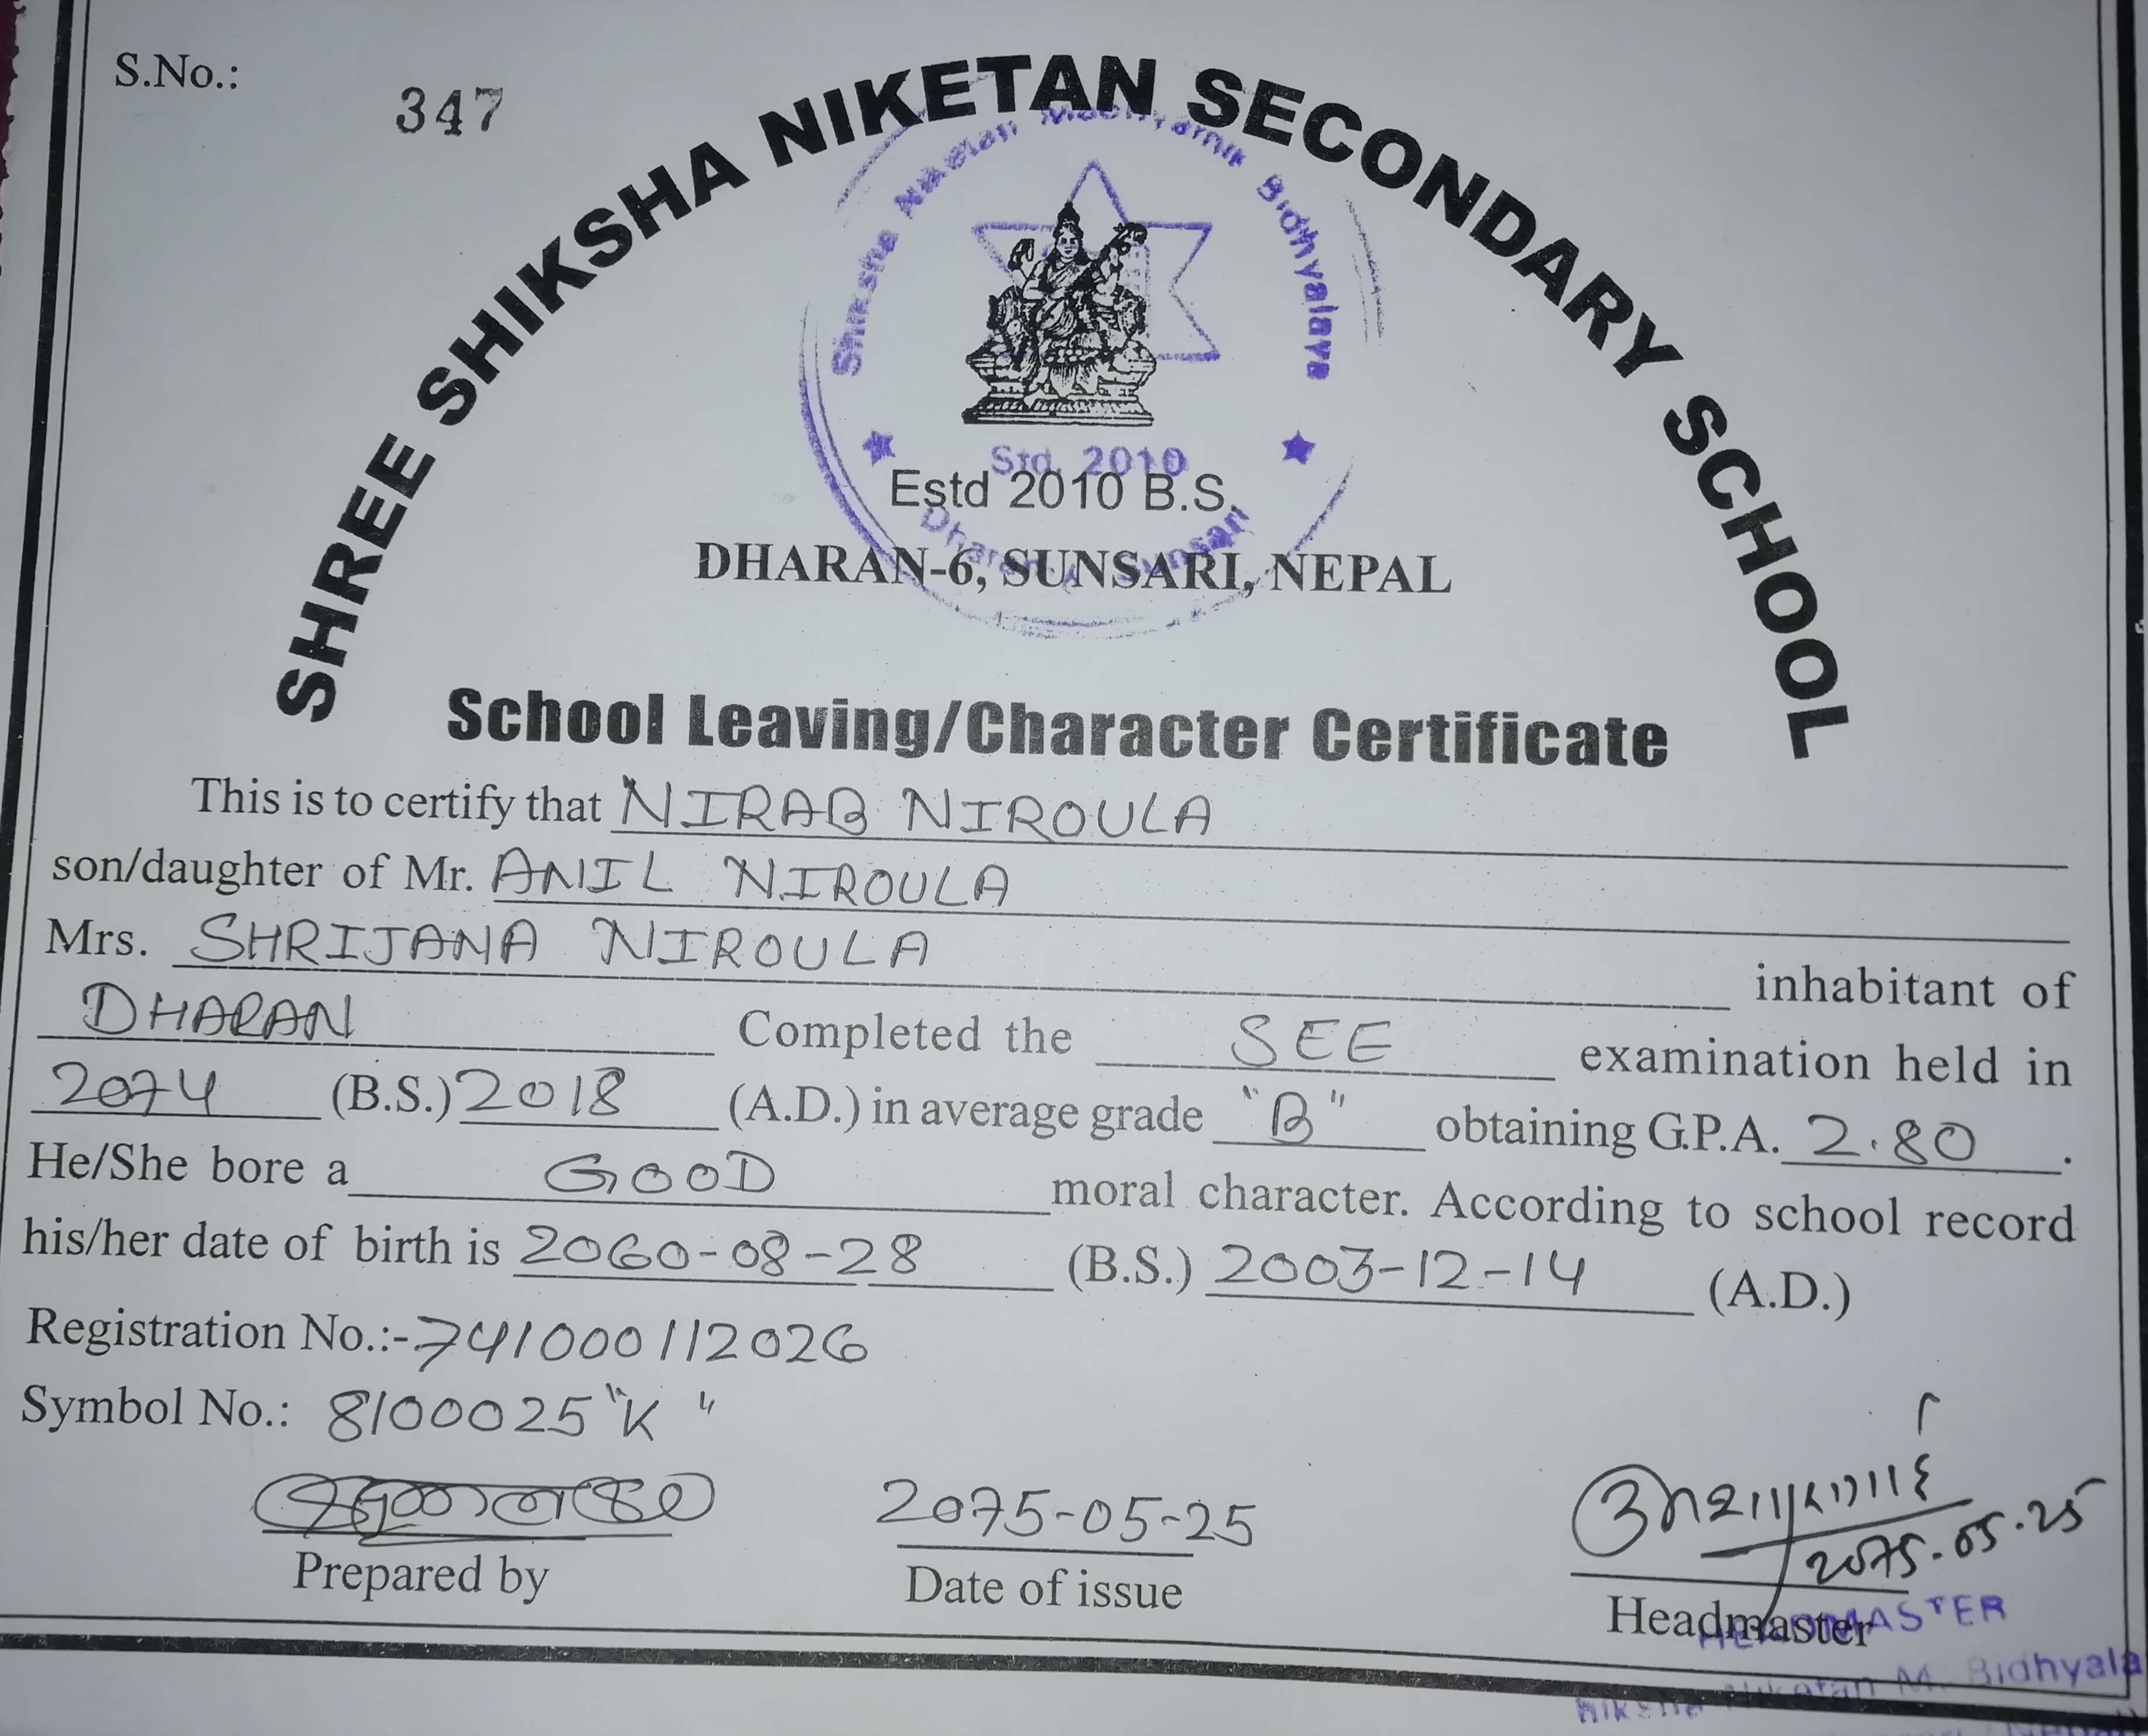 S.No.: 347
SHREE SHIKSHA NIKETAN SECONDARY SCHOOL
Shiksha Niketan Madhyamik Bidhyalaya
Std. 2010
Estd 2010 B.S.
Dharan Sunsari
DHARAN-6, SUNSARI, NEPAL
School Leaving/Character Certificate
This is to certify that NIRAB NIROULA
son/daughter of Mr. ANIL NIROULA
Mrs. SHRIJANA NIROULA inhabitant of
DHARAN Completed the SEE examination held in
2074 (B.S.) 2018 (A.D.) in average grade "B" obtaining G.P.A. 2.80 .
He/She bore a GOOD moral character. According to school record
his/her date of birth is 2060-08-28 (B.S.) 2003-12-14 (A.D.)
Registration No.:- 741000112026
Symbol No.: 8100025 "K"
2075-05-25
2075.05.25
Prepared by Date of issue Headmaster
HEADMASTER
Niketan M. Bidhyala